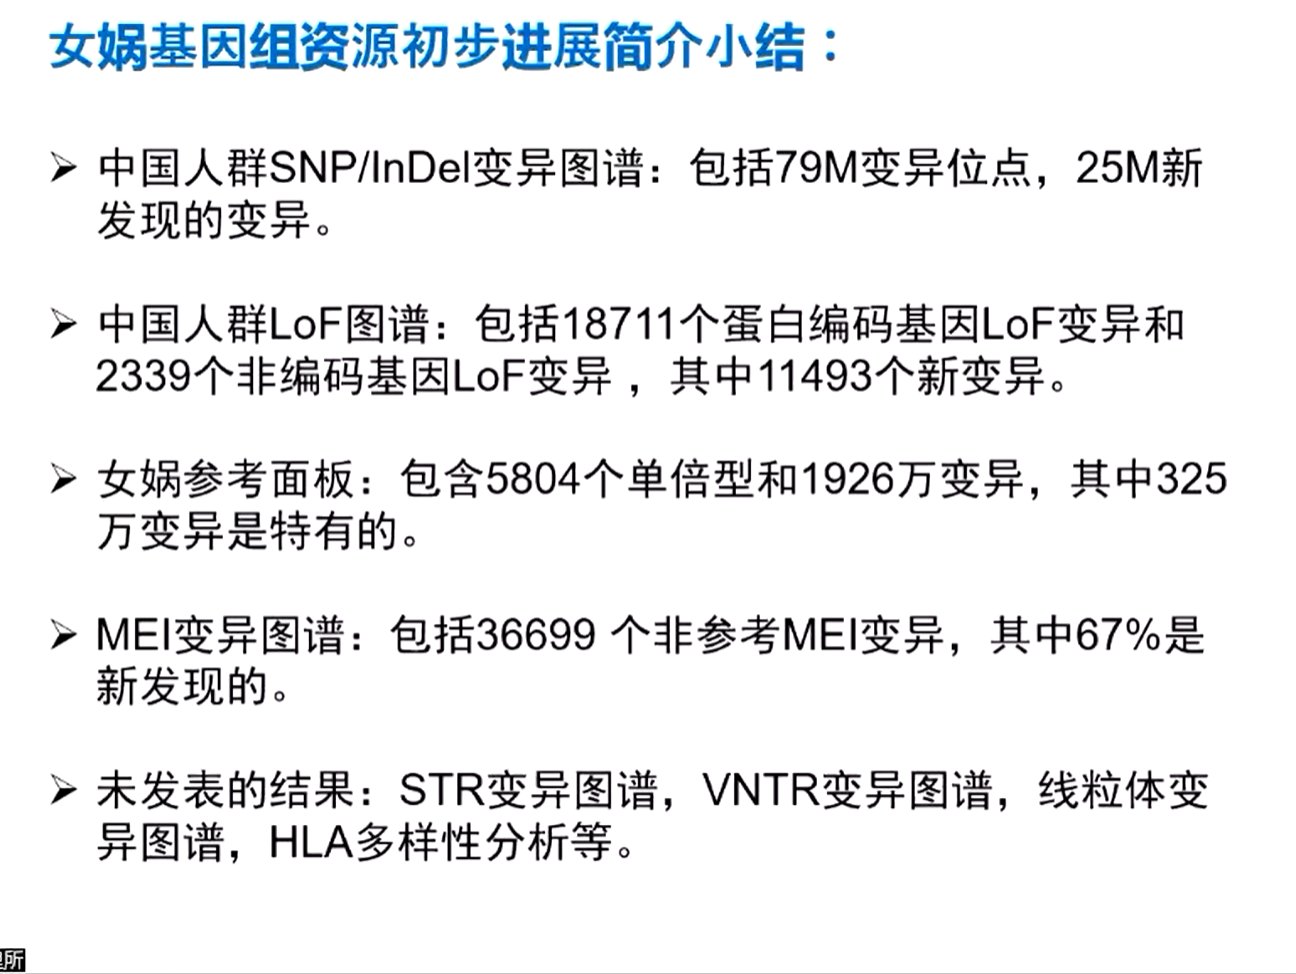 女娲基因组资源初步进展简介小结：
➢ 中国人群SNP/InDel变异图谱：包括79M变异位点，25M新
发现的变异。
➢ 中国人群LoF图谱：包括18711个蛋白编码基因LoF变异和
2339个非编码基因LoF变异 ，其中11493个新变异。
➢ 女娲参考面板：包含5804个单倍型和1926万变异，其中325
万变异是特有的。
➢ MEI变异图谱：包括36699 个非参考MEI变异，其中67%是
新发现的。
➢ 未发表的结果：STR变异图谱，VNTR变异图谱，线粒体变
异图谱，HLA多样性分析等。
所